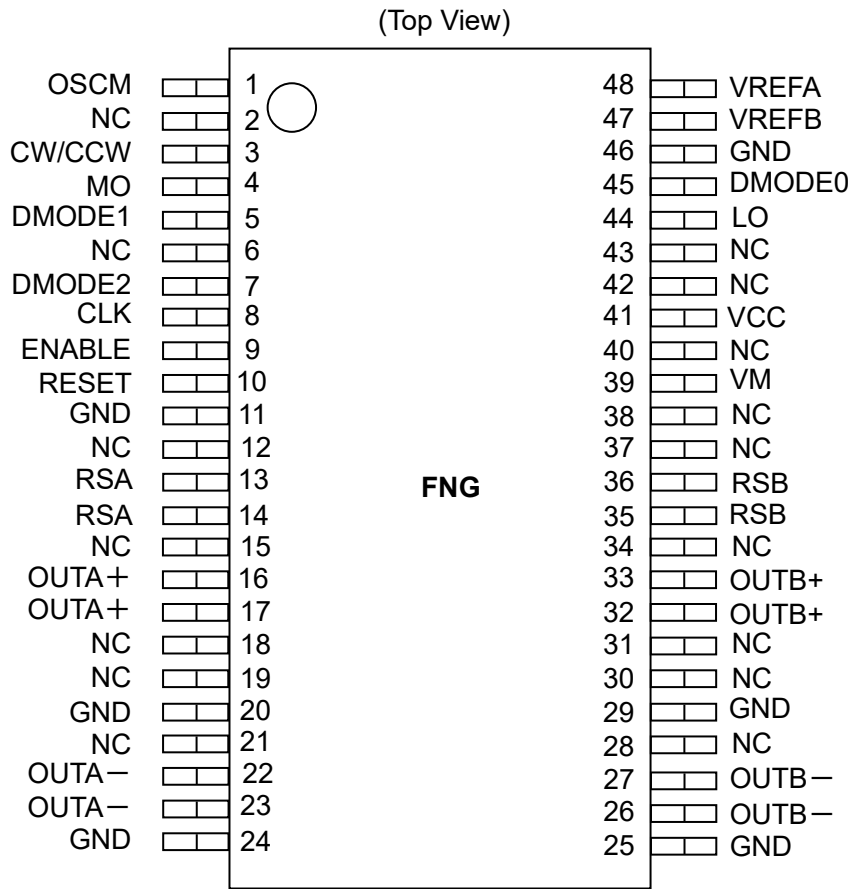 (Top View)
OSCM 1 48 VREFA
NC 2 47 VREFB
CW/CCW 3 46 GND
MO 4 45 DMODE0
DMODE1 5 44 LO
NC 6 43 NC
DMODE2 7 42 NC
CLK 8 41 VCC
ENABLE 9 40 NC
RESET 10 39 VM
GND 11 38 NC
NC 12 37 NC
RSA 13 FNG 36 RSB
RSA 14 35 RSB
NC 15 34 NC
OUTA+ 16 33 OUTB+
OUTA+ 17 32 OUTB+
NC 18 31 NC
NC 19 30 NC
GND 20 29 GND
NC 21 28 NC
OUTA− 22 27 OUTB−
OUTA− 23 26 OUTB−
GND 24 25 GND